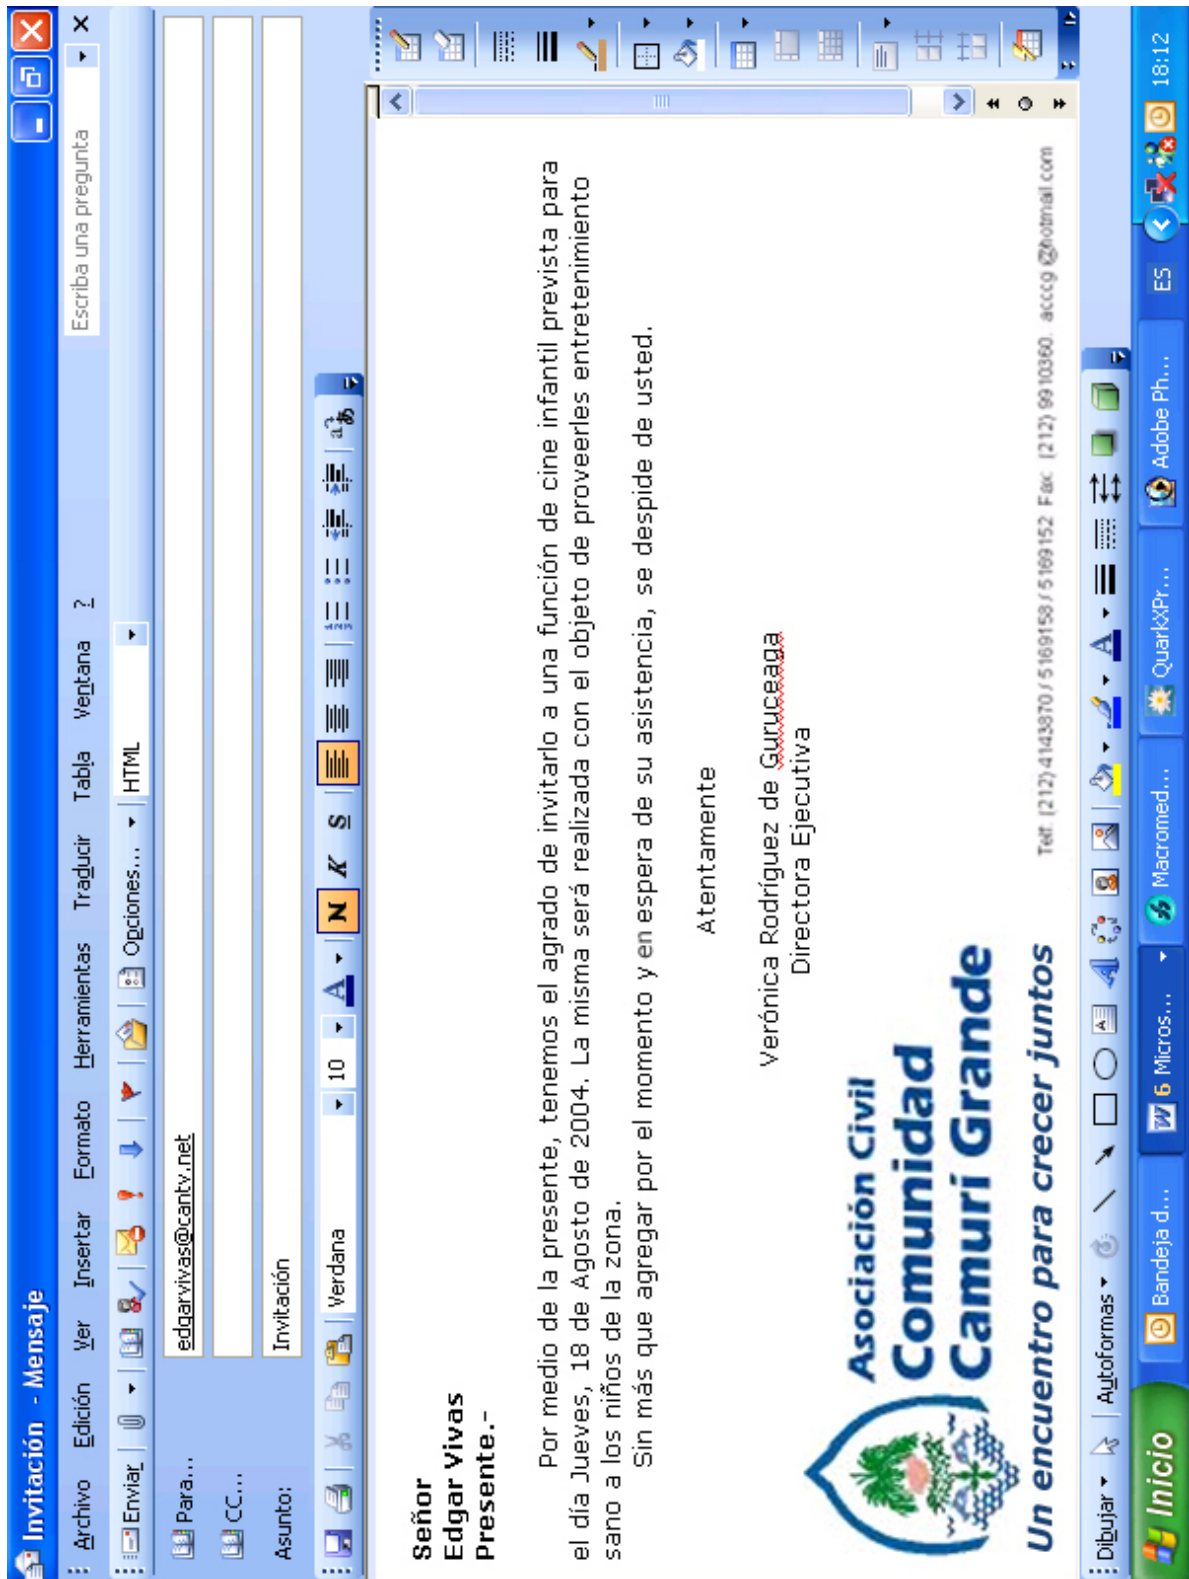 Invitación - Mensaje
Archivo Edición Ver Insertar Formato Herramientas Traducir Tabla Ventana ?
Escriba una pregunta
Enviar Opciones... HTML
Para... edgarvivas@cantv.net
CC...
Asunto: Invitación
Verdana 10 A N K S
Señor
Edgar Vivas
Presente.-
Por medio de la presente, tenemos el agrado de invitarlo a una función de cine infantil prevista para
el día Jueves, 18 de Agosto de 2004. La misma será realizada con el objeto de proveerles entretenimiento
sano a los niños de la zona.
Sin más que agregar por el momento y en espera de su asistencia, se despide de usted.
Atentamente
Verónica Rodríguez de Guruceaga
Directora Ejecutiva
Asociación Civil
Comunidad
Camurí Grande
Un encuentro para crecer juntos
Telf. (212) 4143870 / 5169158 / 5169152 Fax: (212) 9910360. acccg @hotmail.com
Dibujar Autoformas
Inicio Bandeja d... 6 Micros... Macromed... QuarkXPr... Adobe Ph... ES 18:12